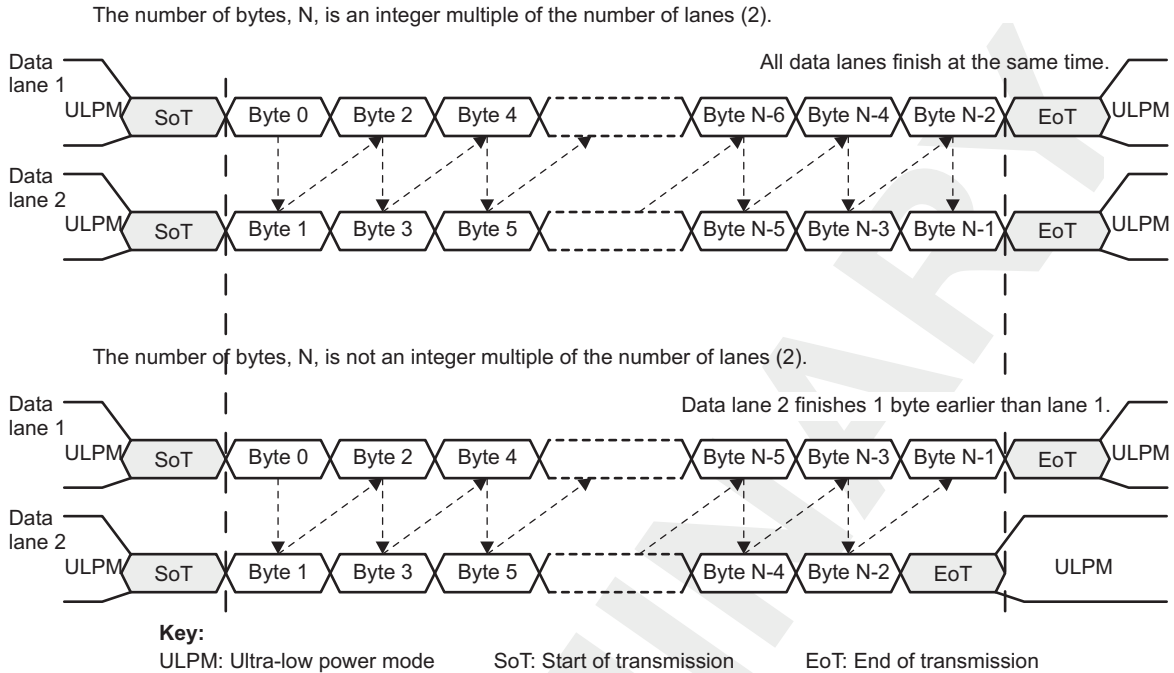 The number of bytes, N, is an integer multiple of the number of lanes (2).
Data
lane 1
All data lanes finish at the same time.
ULPM SoT Byte 0 Byte 2 Byte 4 Byte N-6 Byte N-4 Byte N-2 EoT ULPM
Data
lane 2
ULPM SoT Byte 1 Byte 3 Byte 5 Byte N-5 Byte N-3 Byte N-1 EoT ULPM
The number of bytes, N, is not an integer multiple of the number of lanes (2).
Data
lane 1
Data lane 2 finishes 1 byte earlier than lane 1.
ULPM SoT Byte 0 Byte 2 Byte 4 Byte N-5 Byte N-3 Byte N-1 EoT ULPM
Data
lane 2
ULPM SoT Byte 1 Byte 3 Byte 5 Byte N-4 Byte N-2 EoT ULPM
Key:
ULPM: Ultra-low power mode SoT: Start of transmission EoT: End of transmission